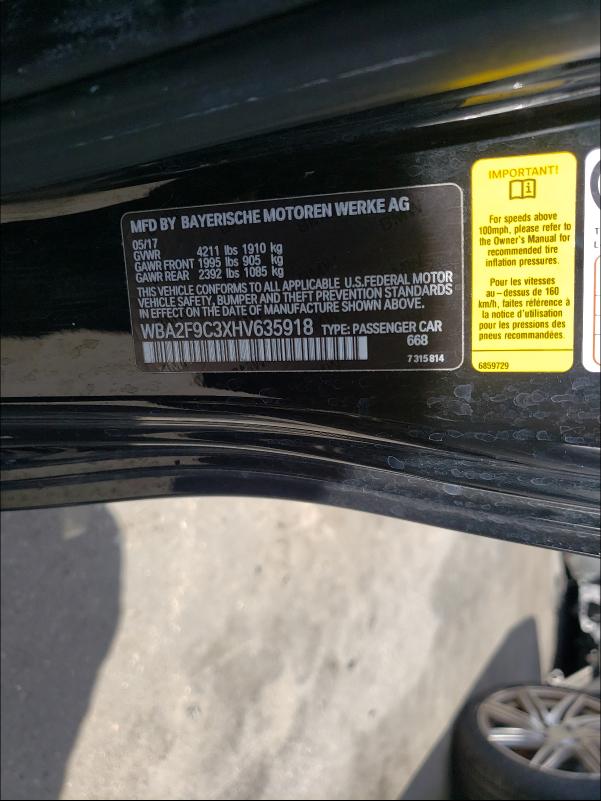 MFD BY BAYERISCHE MOTOREN WERKE AG
05/17
GVWR 4211 lbs 1910 kg
GAWR FRONT 1995 lbs 905 kg
GAWR REAR 2392 lbs 1085 kg
THIS VEHICLE CONFORMS TO ALL APPLICABLE U.S.FEDERAL MOTOR
VEHICLE SAFETY, BUMPER AND THEFT PREVENTION STANDARDS
IN EFFECT ON THE DATE OF MANUFACTURE SHOWN ABOVE.
WBA2F9C3XHV635918 TYPE: PASSENGER CAR
668
7 315 814
IMPORTANT!
For speeds above
100mph, please refer to
the Owner's Manual for
recommended tire
inflation pressures.
Pour les vitesses
au-dessus de 160
km/h, faites référence à
la notice d'utilisation
pour les pressions des
pneus recommandées.
6859729